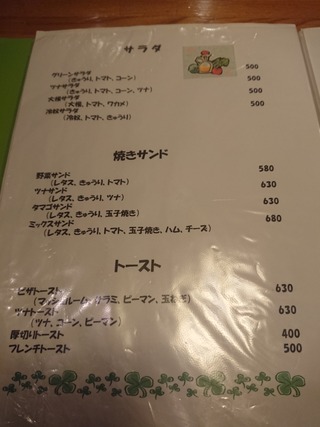 サラダ
グリーンサラダ 500
(きゅうり、トマト、コーン)
ツナサラダ 500
(きゅうり、トマト、コーン、ツナ)
大根サラダ 500
(大根、トマト、ワカメ)
冷奴サラダ 500
(冷奴、トマト、きゅうり)
焼きサンド
野菜サンド 580
(レタス、きゅうり、トマト)
ツナサンド 630
(レタス、きゅうり、ツナ)
タマゴサンド 630
(レタス、きゅうり、玉子焼き)
ミックスサンド 680
(レタス、きゅうり、トマト、玉子焼き、ハム、チーズ)
トースト
ピザトースト 630
(マッシュルーム、サラミ、ピーマン、玉ねぎ)
ツナトースト 630
(ツナ、コーン、ピーマン)
厚切りトースト 400
フレンチトースト 500